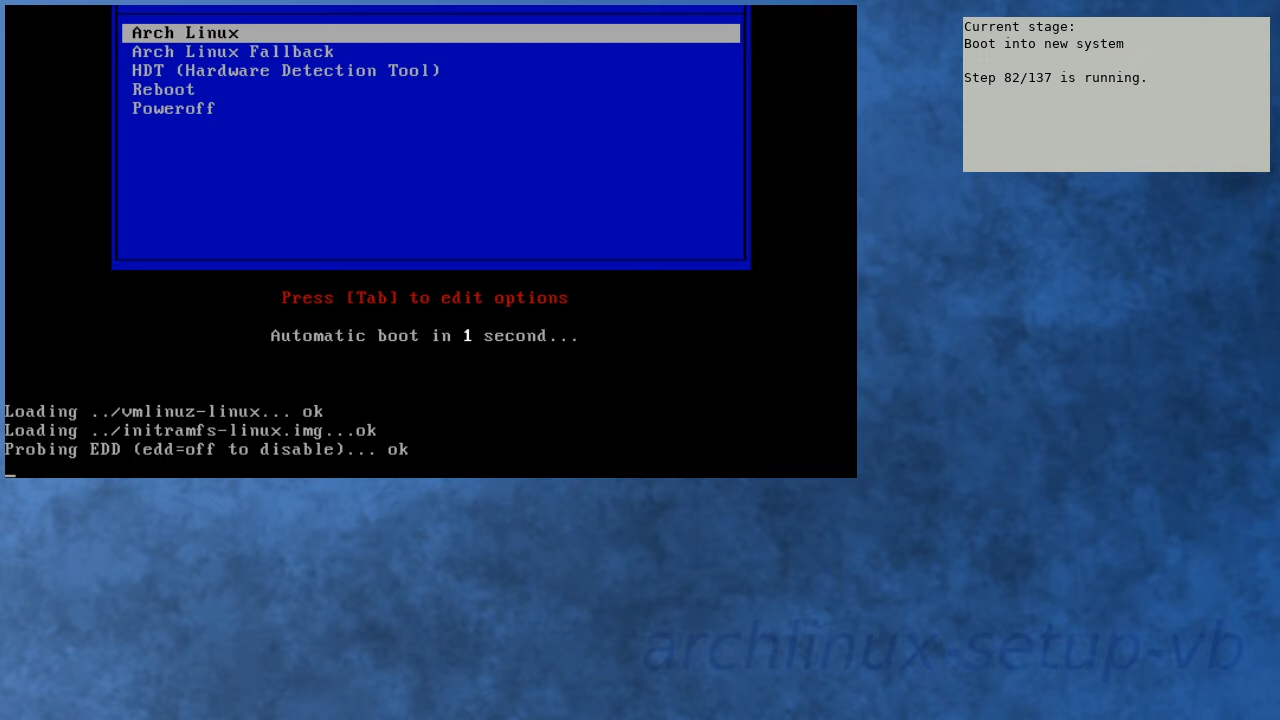 Arch Linux
Arch Linux Fallback
HDT (Hardware Detection Tool)
Reboot
Poweroff
Press [Tab] to edit options
Automatic boot in 1 second...
Loading ../vmlinuz-linux... ok
Loading ../initramfs-linux.img...ok
Probing EDD (edd=off to disable)... ok
_
Current stage:
Boot into new system
Step 82/137 is running.
archlinux-setup-vb